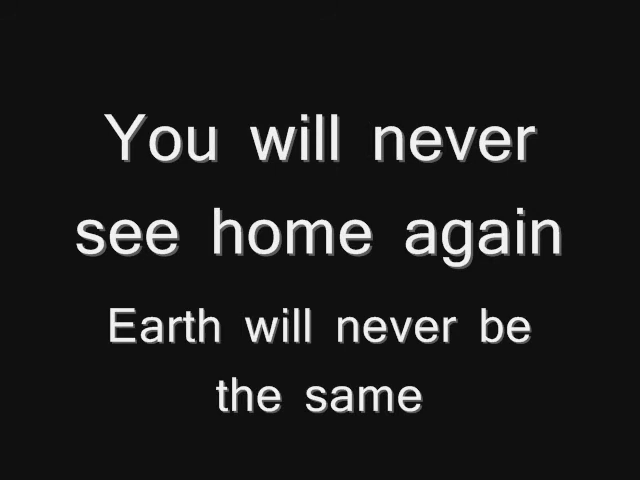 You will never
see home again
Earth will never be
the same